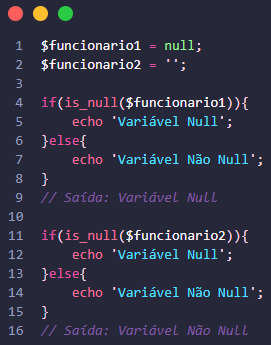 1 $funcionario1 = null;
2 $funcionario2 = '';
3
4 if(is_null($funcionario1)){
5     echo 'Variável Null';
6 }else{
7     echo 'Variável Não Null';
8 }
9 // Saída: Variável Null
10
11 if(is_null($funcionario2)){
12     echo 'Variável Null';
13 }else{
14     echo 'Variável Não Null';
15 }
16 // Saída: Variável Não Null